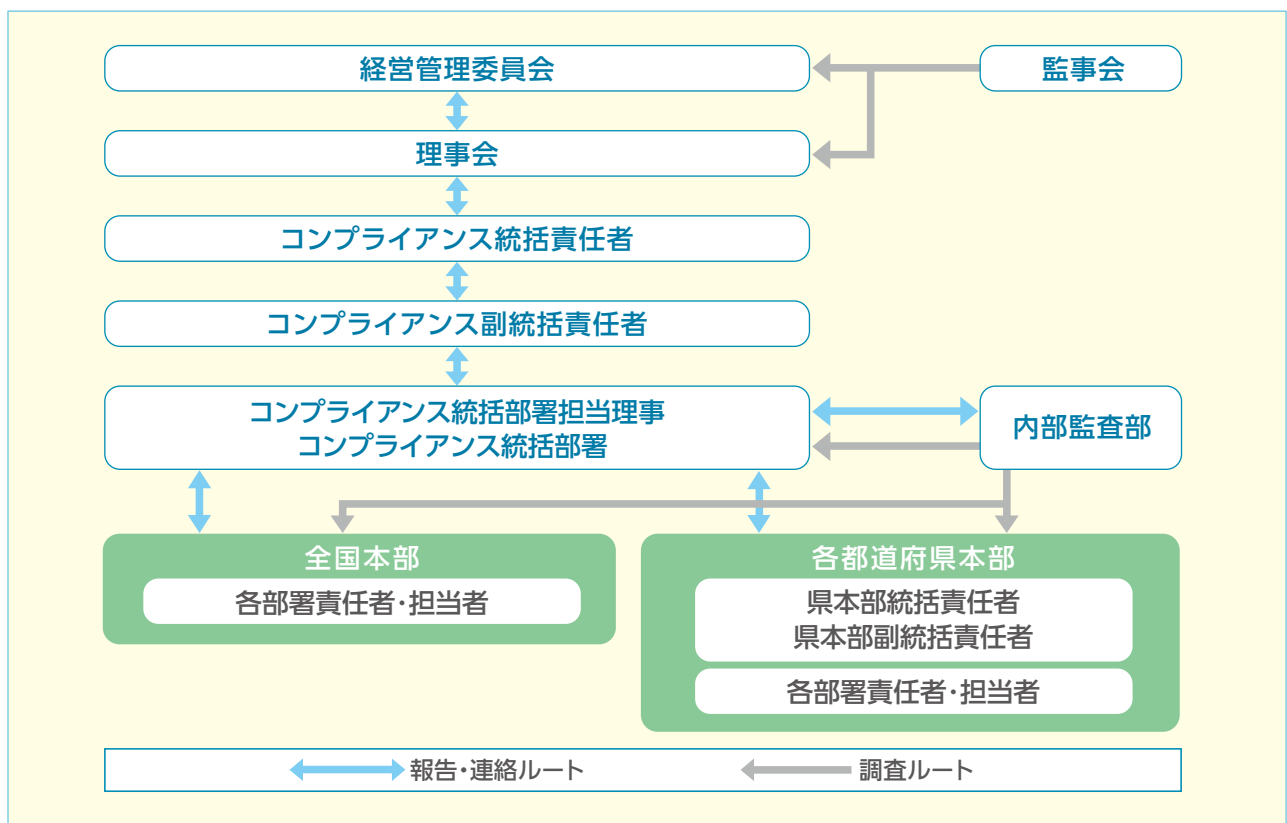 経営管理委員会
監事会
理事会
コンプライアンス統括責任者
コンプライアンス副統括責任者
コンプライアンス統括部署担当理事
コンプライアンス統括部署
内部監査部
全国本部
各部署責任者・担当者
各都道府県本部
県本部統括責任者
県本部副統括責任者
各部署責任者・担当者
報告・連絡ルート
調査ルート